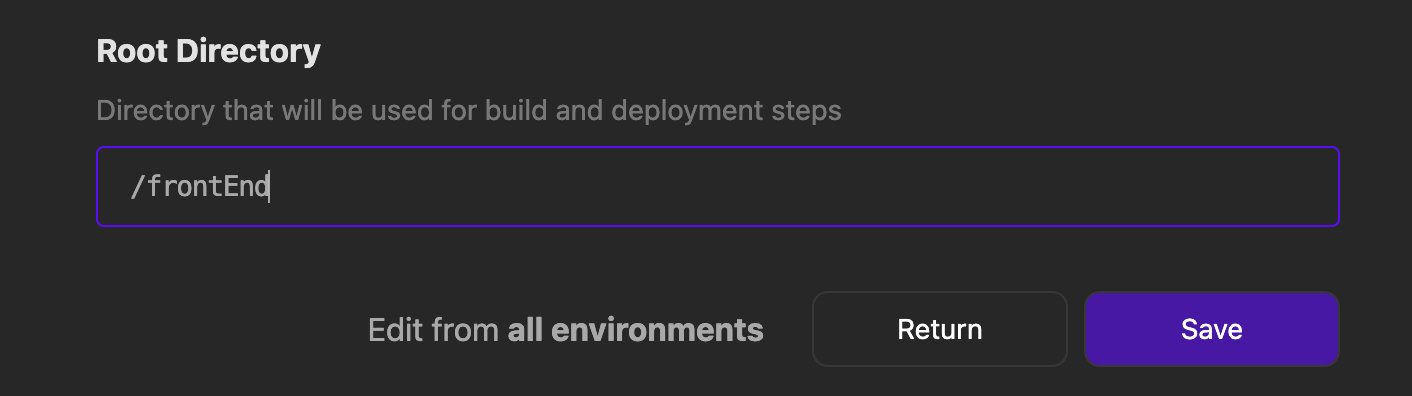 Root Directory
Directory that will be used for build and deployment steps
/frontEnd
Edit from all environments
Return
Save